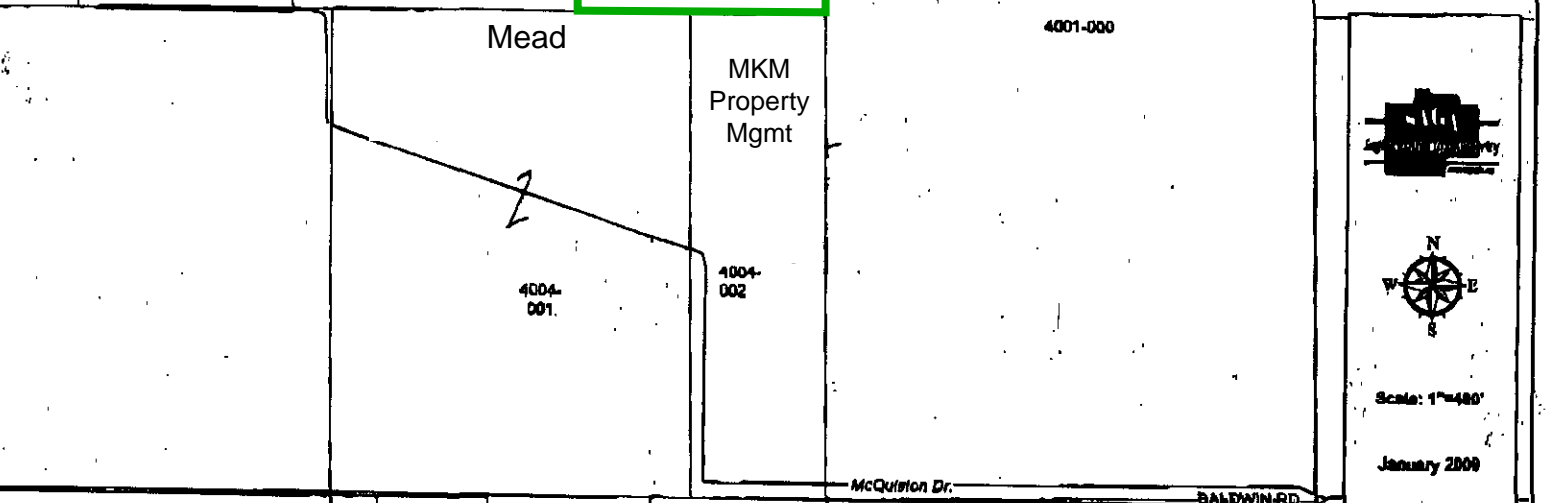 Mead
4001-000
MKM
Property
Mgmt
2
4004-
001.
4004-
002
N
W E
S
Scale: 1"=480'
January 2009
McQuiston Dr.
BALDWIN RD